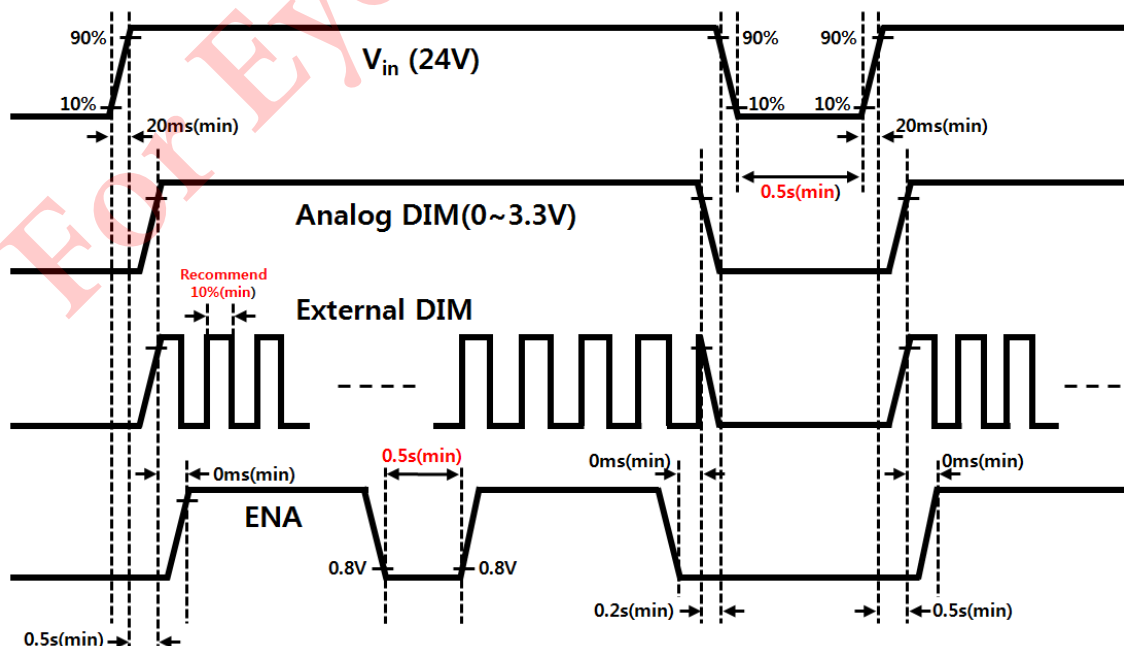 For Eye
90%
V_in (24V)
90%
90%
10%
10%
10%
20ms(min)
20ms(min)
0.5s(min)
Analog DIM(0~3.3V)
Recommend
10%(min)
External DIM
0.5s(min)
0ms(min)
0ms(min)
0ms(min)
ENA
0.8V
0.8V
0.2s(min)
0.5s(min)
0.5s(min)